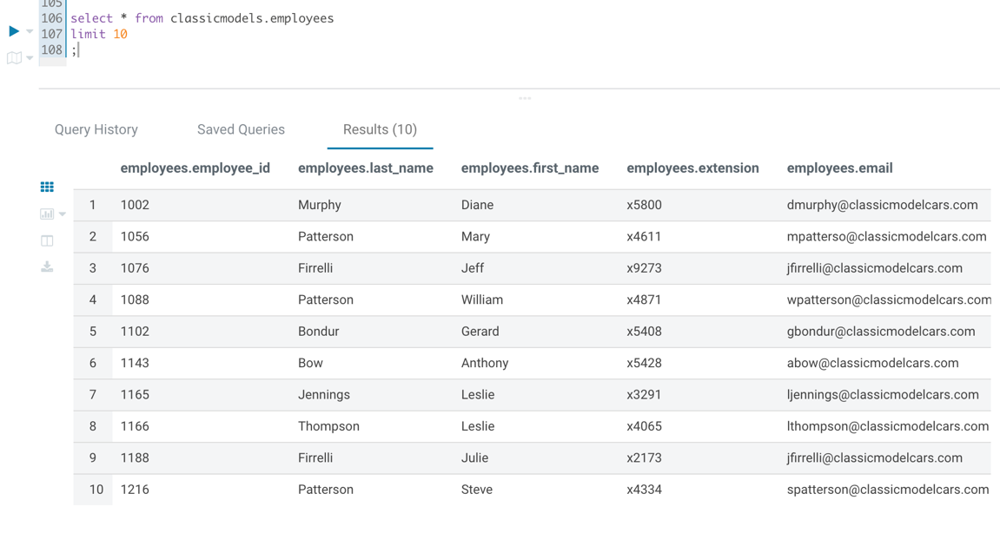 105
106 select * from classicmodels.employees
107 limit 10
108 ;
Query History Saved Queries Results (10)
employees.employee_id employees.last_name employees.first_name employees.extension employees.email
1 1002 Murphy Diane x5800 dmurphy@classicmodelcars.com
2 1056 Patterson Mary x4611 mpatterso@classicmodelcars.com
3 1076 Firrelli Jeff x9273 jfirrelli@classicmodelcars.com
4 1088 Patterson William x4871 wpatterson@classicmodelcars.com
5 1102 Bondur Gerard x5408 gbondur@classicmodelcars.com
6 1143 Bow Anthony x5428 abow@classicmodelcars.com
7 1165 Jennings Leslie x3291 ljennings@classicmodelcars.com
8 1166 Thompson Leslie x4065 lthompson@classicmodelcars.com
9 1188 Firrelli Julie x2173 jfirrelli@classicmodelcars.com
10 1216 Patterson Steve x4334 spatterson@classicmodelcars.com